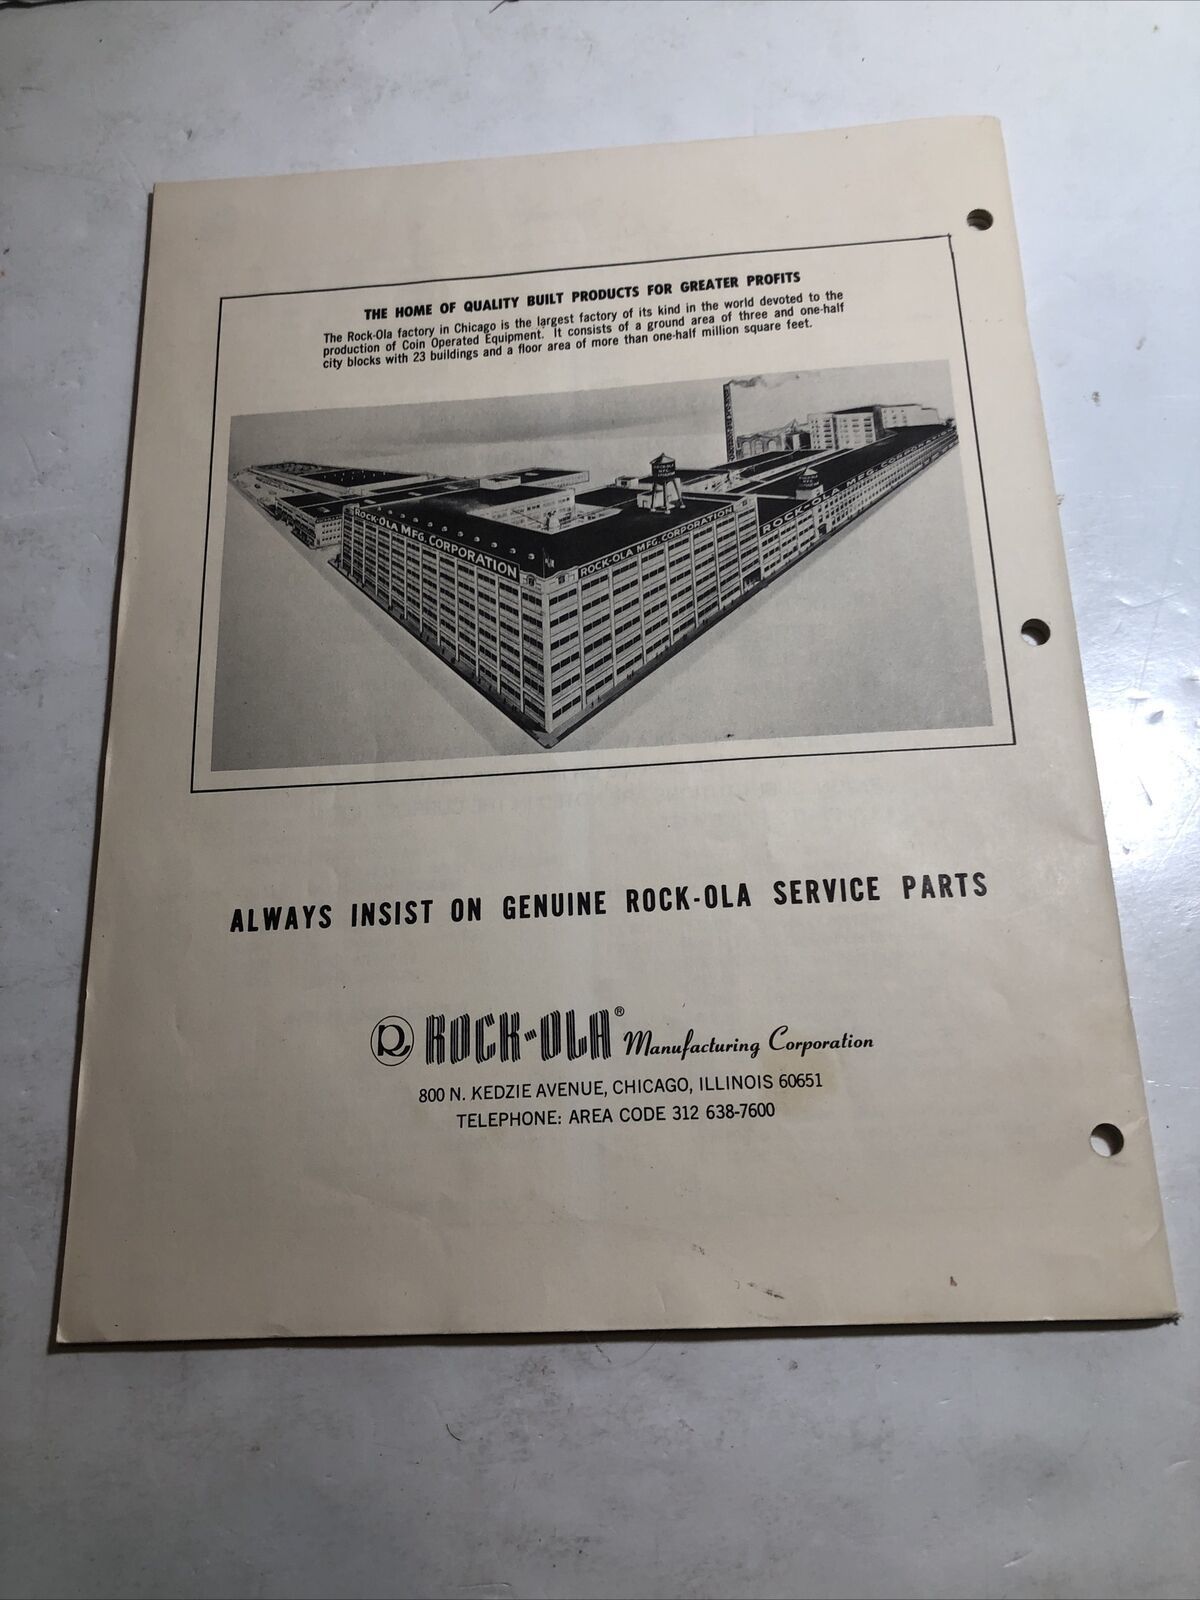 THE HOME OF QUALITY BUILT PRODUCTS FOR GREATER PROFITS
The Rock-Ola factory in Chicago is the largest factory of its kind in the world devoted to the
production of Coin Operated Equipment. It consists of a ground area of three and one-half
city blocks with 23 buildings and a floor area of more than one-half million square feet.
ROCK-OLA MFG. CORPORATION
ROCK-OLA MFG. CORPORATION
ROCK-OLA MFG. CORPORATION
ALWAYS INSIST ON GENUINE ROCK-OLA SERVICE PARTS
R ROCK-OLA® Manufacturing Corporation
800 N. KEDZIE AVENUE, CHICAGO, ILLINOIS 60651
TELEPHONE: AREA CODE 312 638-7600